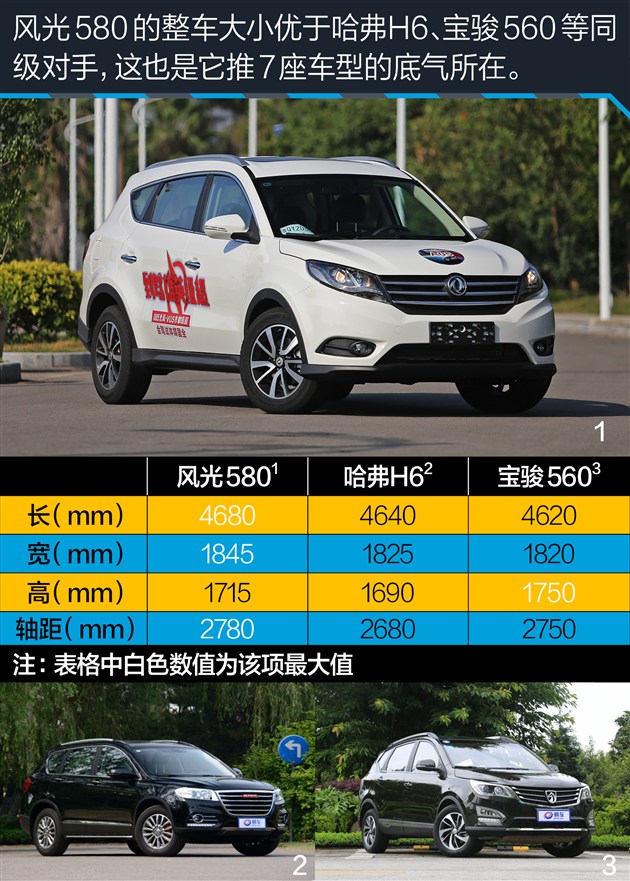 风光580的整车大小优于哈弗H6、宝骏560等同
级对手，这也是它推7座车型的底气所在。
1
风光580¹ 哈弗H6² 宝骏560³
长(mm) 4680 4640 4620
宽(mm) 1845 1825 1820
高(mm) 1715 1690 1750
轴距(mm) 2780 2680 2750
注：表格中白色数值为该项最大值
2
3